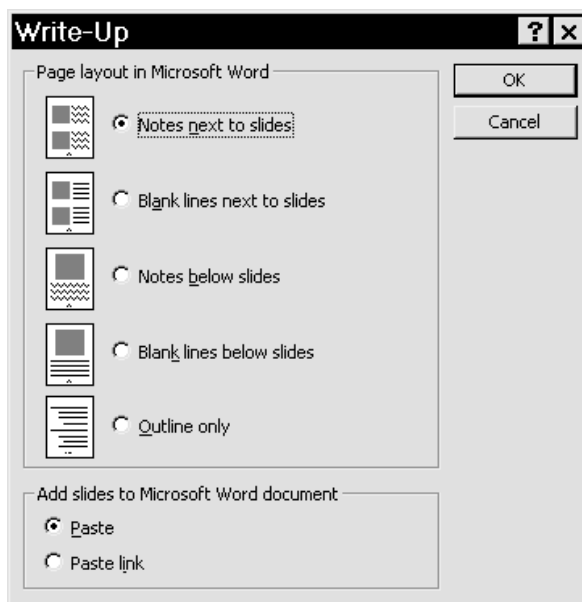 Write-Up
Page layout in Microsoft Word
OK
Cancel
Notes next to slides
Blank lines next to slides
Notes below slides
Blank lines below slides
Outline only
Add slides to Microsoft Word document
Paste
Paste link